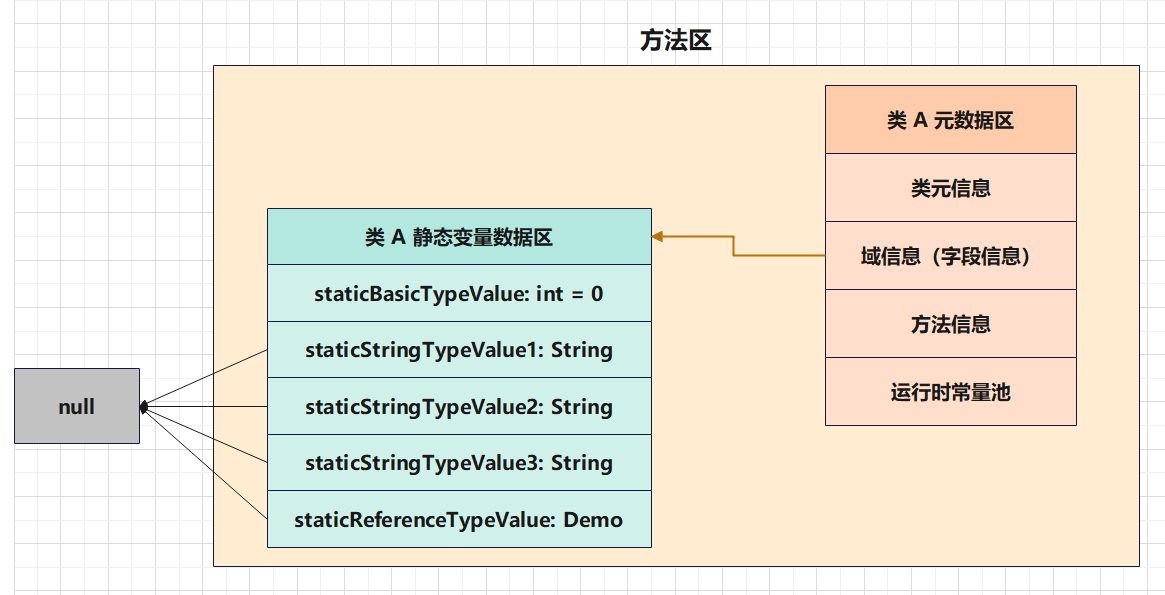 方法区
类 A 元数据区
类元信息
域信息（字段信息）
方法信息
运行时常量池
类 A 静态变量数据区
staticBasicTypeValue: int = 0
staticStringTypeValue1: String
staticStringTypeValue2: String
staticStringTypeValue3: String
staticReferenceTypeValue: Demo
null